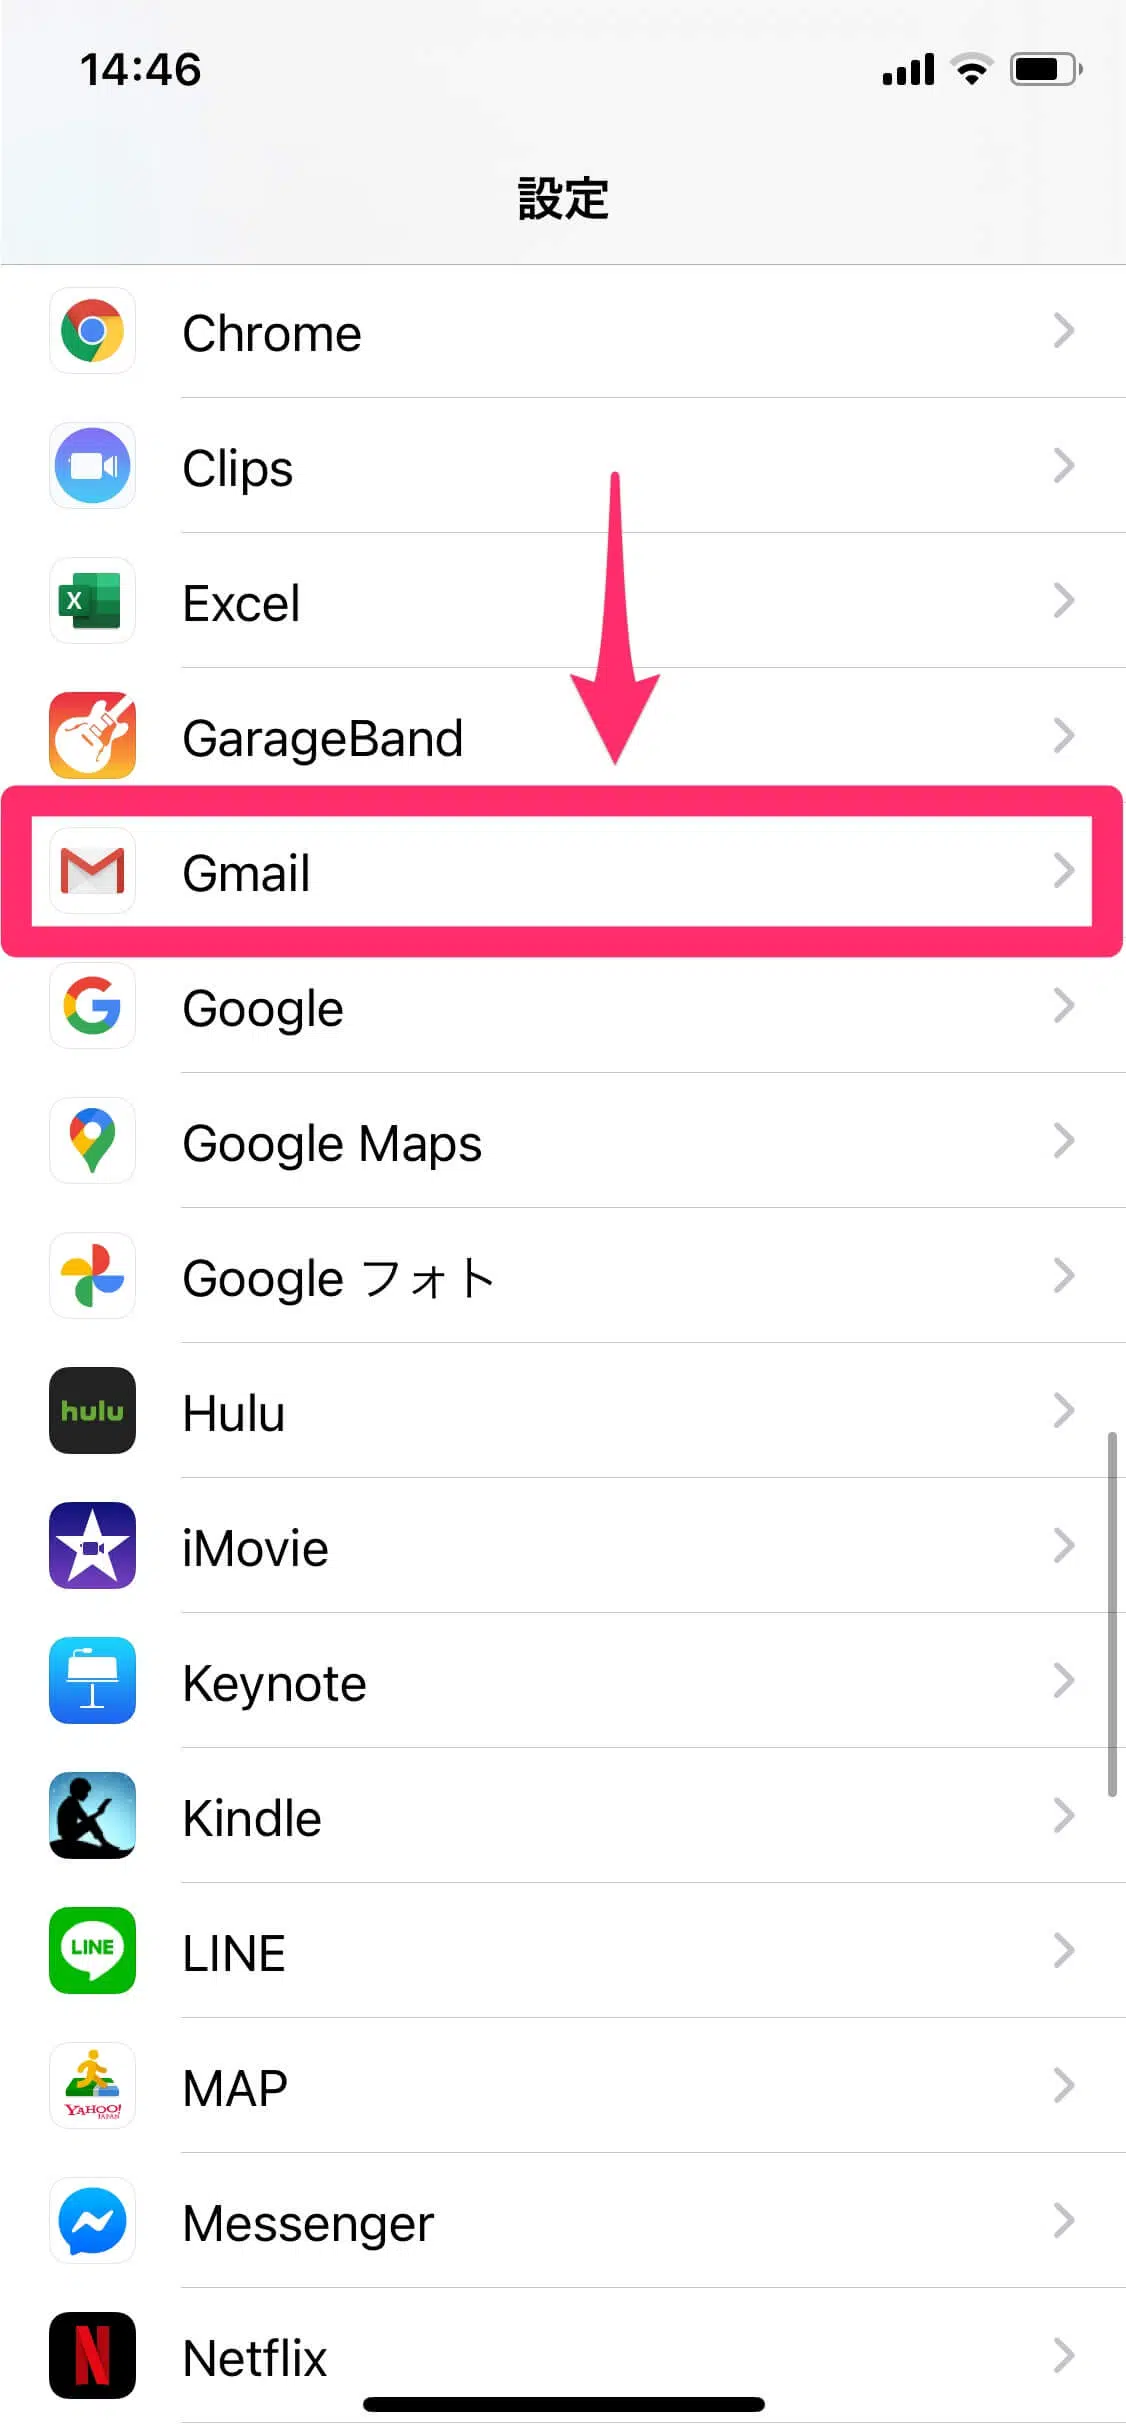 14:46
設定
Chrome
Clips
X
Excel
GarageBand
Gmail
Google
Google Maps
Google フォト
hulu
Hulu
iMovie
Keynote
Kindle
LINE
LINE
YAHOO!
JAPAN
MAP
Messenger
Netflix